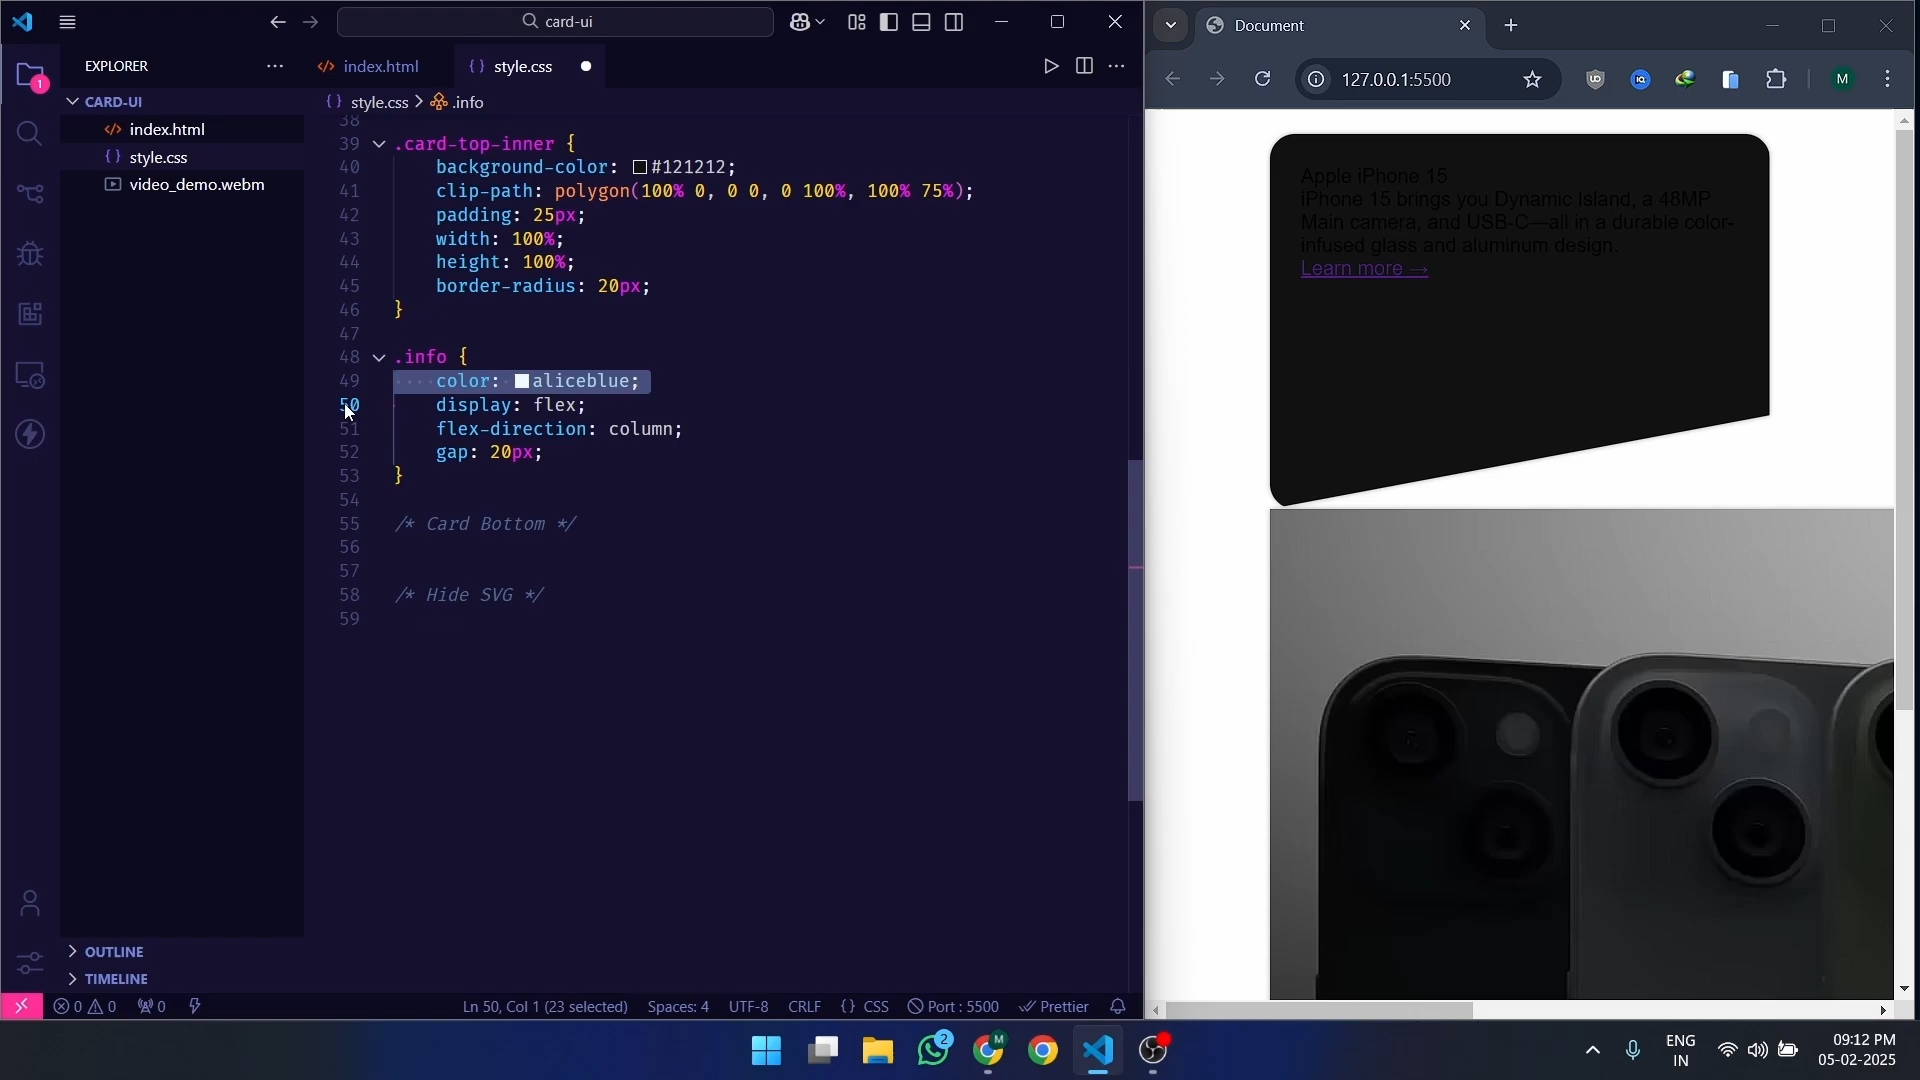 card-ui
EXPLORER
CARD-UI
index.html
style.css
video_demo.webm
OUTLINE
TIMELINE
index.html
style.css
style.css > .info
38
39 .card-top-inner {
40 background-color: #121212;
41 clip-path: polygon(100% 0, 0 0, 0 100%, 100% 75%);
42 padding: 25px;
43 width: 100%;
44 height: 100%;
45 border-radius: 20px;
46 }
47
48 .info {
49 color: aliceblue;
50 display: flex;
51 flex-direction: column;
52 gap: 20px;
53 }
54
55 /* Card Bottom */
56
57
58 /* Hide SVG */
59
0 0 0 Ln 50, Col 1 (23 selected) Spaces: 4 UTF-8 CRLF {} CSS Port : 5500 Prettier
Document
127.0.0.1:5500
M
Apple iPhone 15
iPhone 15 brings you Dynamic Island, a 48MP
Main camera, and USB-C—all in a durable color-
infused glass and aluminum design.
Learn more →
1
2
M
ENG
IN
09:12 PM
05-02-2025